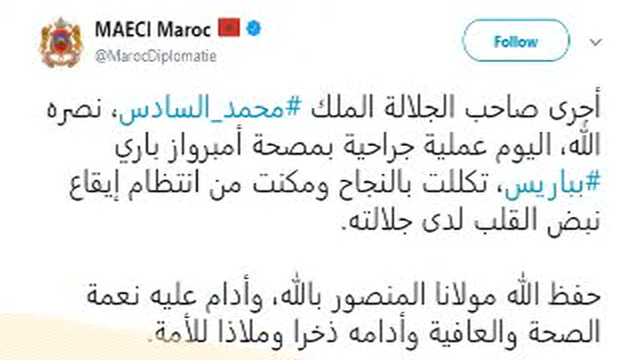 MAECI Maroc
@MarocDiplomatie
Follow
أجرى صاحب الجلالة الملك #محمد_السادس، نصره
الله، اليوم عملية جراحية بمصحة أمبرواز باري
#بباريس، تكللت بالنجاح ومكنت من انتظام إيقاع
نبض القلب لدى جلالته.
حفظ الله مولانا المنصور بالله، وأدام عليه نعمة
الصحة والعافية وأدامه ذخرا وملاذا للأمة.